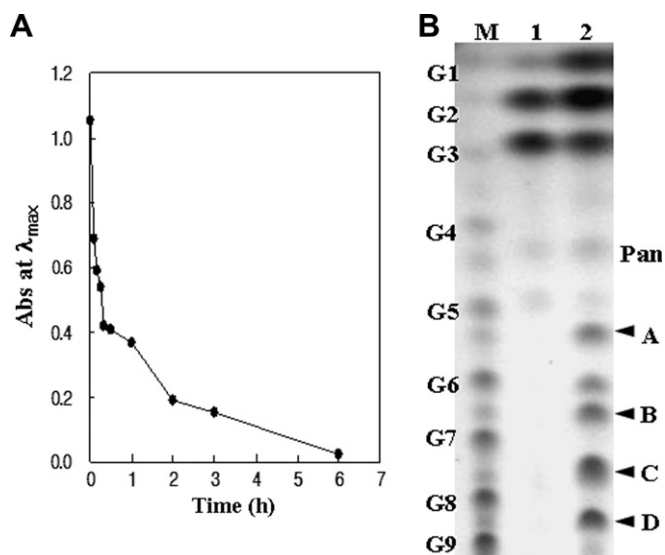 A
Abs at λmax
1.2
1.0
0.8
0.6
0.4
0.2
0.0
0 1 2 3 4 5 6 7
Time (h)
B
M 1 2
G1
G2
G3
G4
Pan
G5
A
G6
B
G7
C
G8
D
G9